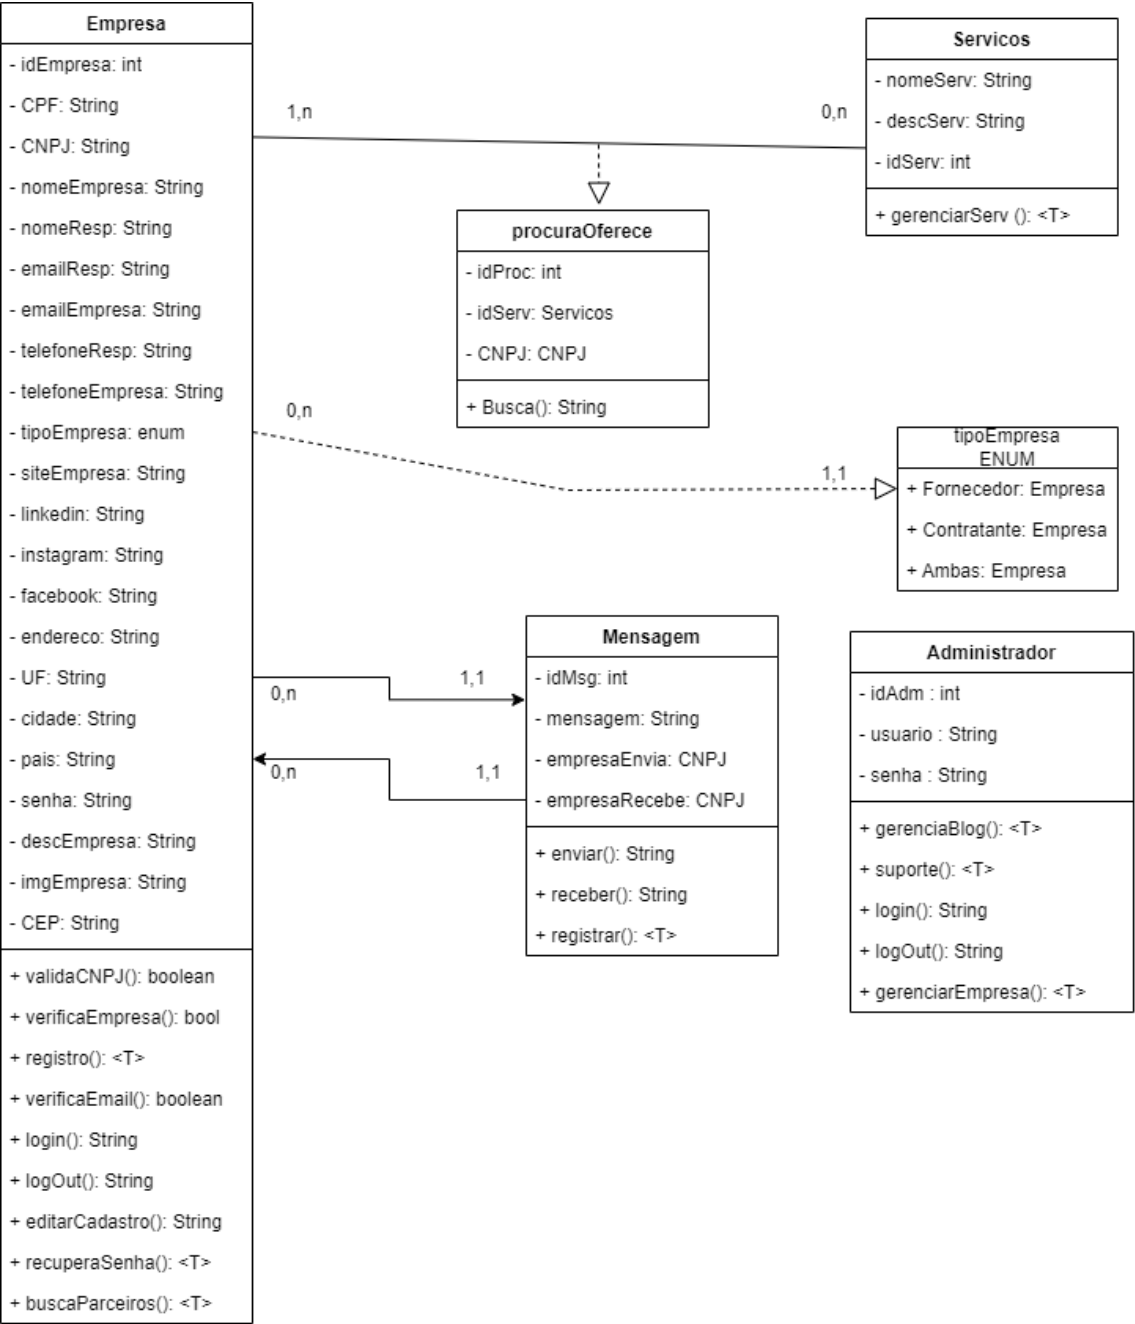 Empresa
- idEmpresa: int
- CPF: String
- CNPJ: String
- nomeEmpresa: String
- nomeResp: String
- emailResp: String
- emailEmpresa: String
- telefoneResp: String
- telefoneEmpresa: String
- tipoEmpresa: enum
- siteEmpresa: String
- linkedin: String
- instagram: String
- facebook: String
- endereco: String
- UF: String
- cidade: String
- pais: String
- senha: String
- descEmpresa: String
- imgEmpresa: String
- CEP: String
+ validaCNPJ(): boolean
+ verificaEmpresa(): bool
+ registro(): <T>
+ verificaEmail(): boolean
+ login(): String
+ logOut(): String
+ editarCadastro(): String
+ recuperaSenha(): <T>
+ buscaParceiros(): <T>
1,n
0,n
Servicos
- nomeServ: String
- descServ: String
- idServ: int
+ gerenciarServ (): <T>
procuraOferece
- idProc: int
- idServ: Servicos
- CNPJ: CNPJ
+ Busca(): String
0,n
1,1
tipoEmpresa
ENUM
+ Fornecedor: Empresa
+ Contratante: Empresa
+ Ambas: Empresa
0,n
1,1
0,n
1,1
Mensagem
- idMsg: int
- mensagem: String
- empresaEnvia: CNPJ
- empresaRecebe: CNPJ
+ enviar(): String
+ receber(): String
+ registrar(): <T>
Administrador
- idAdm : int
- usuario : String
- senha : String
+ gerenciaBlog(): <T>
+ suporte(): <T>
+ login(): String
+ logOut(): String
+ gerenciarEmpresa(): <T>